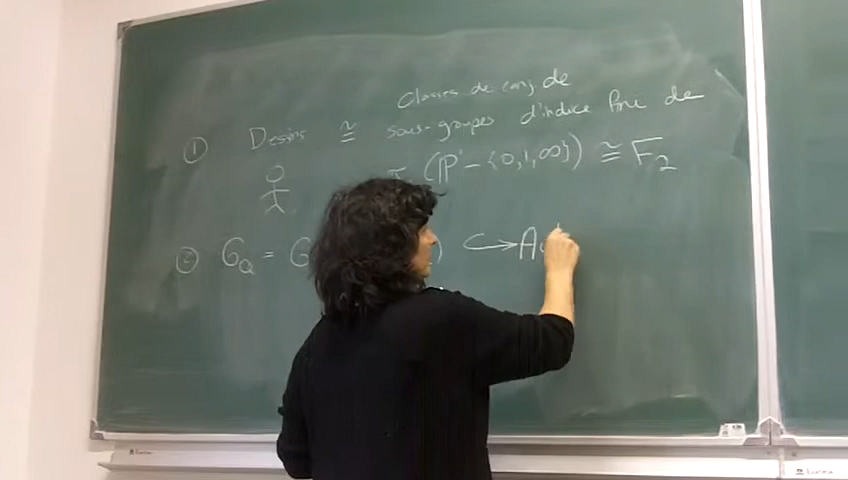 Classes de conj de
① Dessins ≅ sous-groupes d'indice fini de
(P¹ - {0,1,∞}) ≅ F₂
② G_Q = G ) ↪ Au